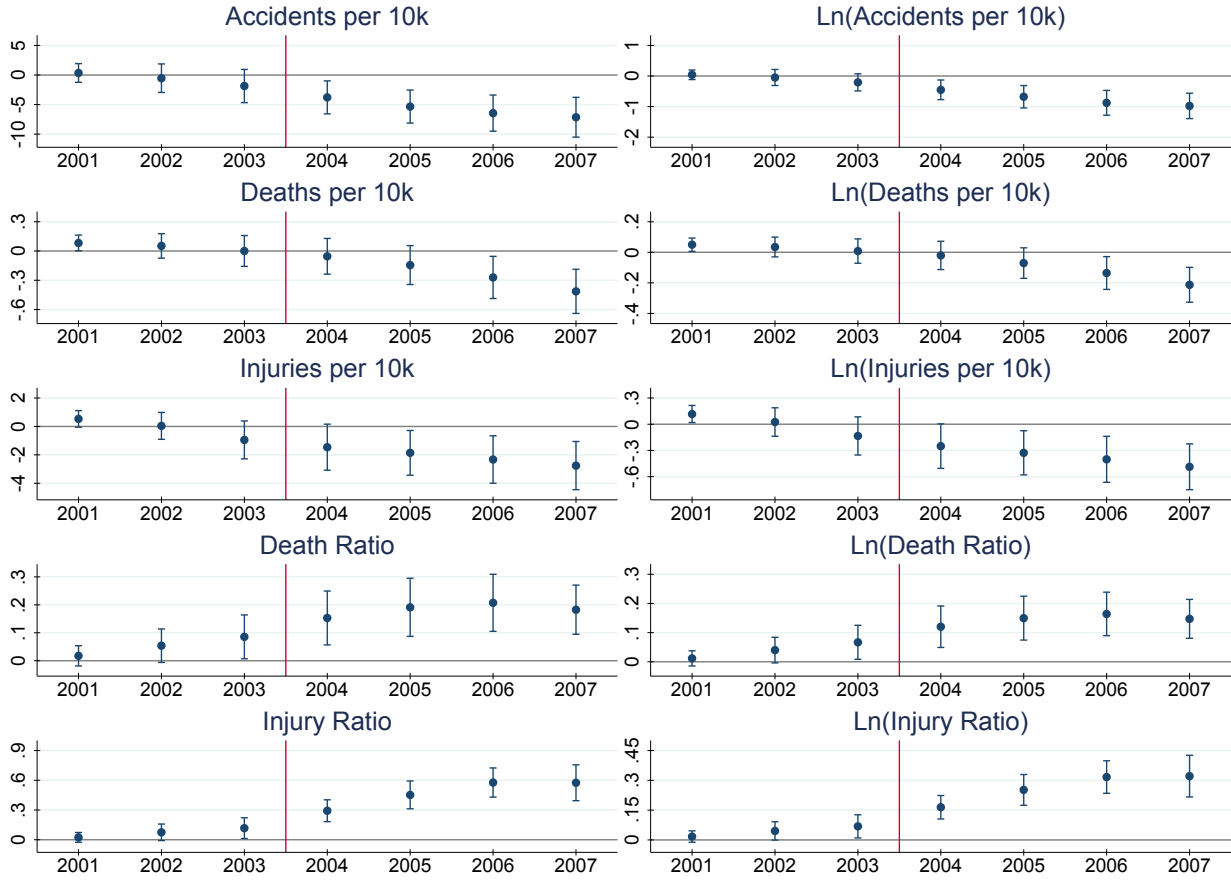 Accidents per 10k
5
0
-5
-10
2001 2002 2003 2004 2005 2006 2007
Ln(Accidents per 10k)
1
0
-1
-2
2001 2002 2003 2004 2005 2006 2007
Deaths per 10k
.3
0
-.3
-.6
2001 2002 2003 2004 2005 2006 2007
Ln(Deaths per 10k)
.2
0
-.2
-.4
2001 2002 2003 2004 2005 2006 2007
Injuries per 10k
2
0
-2
-4
2001 2002 2003 2004 2005 2006 2007
Ln(Injuries per 10k)
.3
0
-.3
-.6
2001 2002 2003 2004 2005 2006 2007
Death Ratio
.3
.2
.1
0
2001 2002 2003 2004 2005 2006 2007
Ln(Death Ratio)
.3
.2
.1
0
2001 2002 2003 2004 2005 2006 2007
Injury Ratio
.9
.6
.3
0
2001 2002 2003 2004 2005 2006 2007
Ln(Injury Ratio)
.45
.3
.15
0
2001 2002 2003 2004 2005 2006 2007